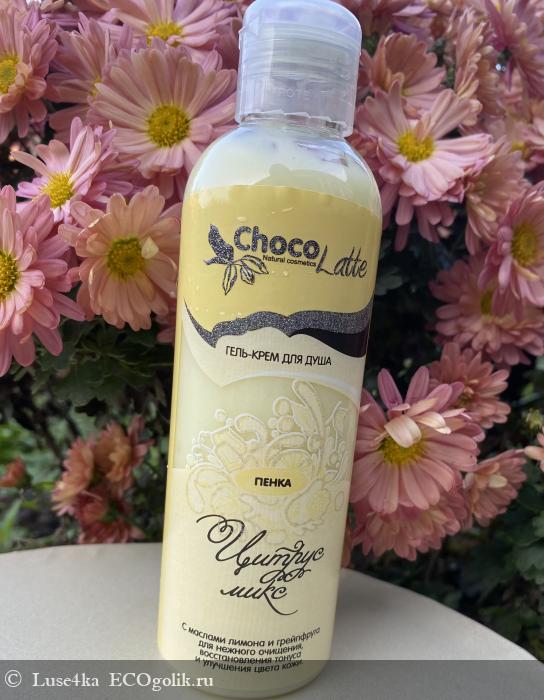 Choco
Latte
Natural cosmetics
ГЕЛЬ-КРЕМ ДЛЯ ДУША
ПЕНКА
Цитрус
микс
С маслами лимона и грейпфрута
для нежного очищения,
восстановления тонуса
и улучшения цвета кожи.
© Luse4ka ECOgolik.ru